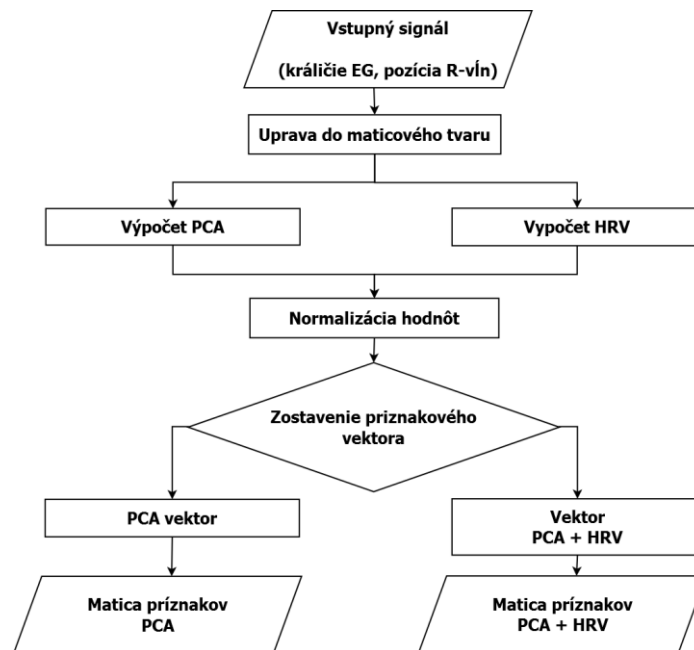 Vstupný signál
(králičie EG, pozícia R-vĺn)
Uprava do maticového tvaru
Výpočet PCA
Vypočet HRV
Normalizácia hodnôt
Zostavenie priznakového
vektora
PCA vektor
Vektor
PCA + HRV
Matica príznakov
PCA
Matica príznakov
PCA + HRV